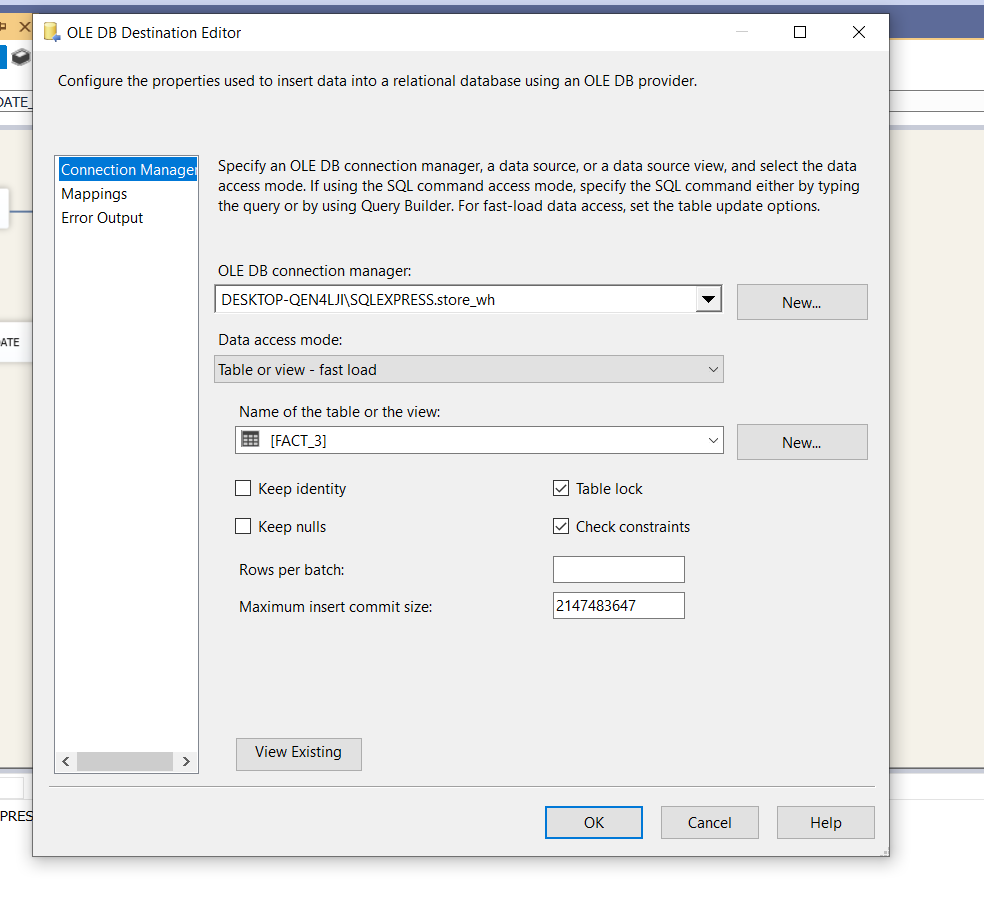 OLE DB Destination Editor
Configure the properties used to insert data into a relational database using an OLE DB provider.
DATE_
Connection Manager
Mappings
Error Output
Specify an OLE DB connection manager, a data source, or a data source view, and select the data
access mode. If using the SQL command access mode, specify the SQL command either by typing
the query or by using Query Builder. For fast-load data access, set the table update options.
OLE DB connection manager:
DESKTOP-QEN4LJI\SQLEXPRESS.store_wh
New...
Data access mode:
ATE
Table or view - fast load
Name of the table or the view:
[FACT_3]
New...
Keep identity
Table lock
Keep nulls
Check constraints
Rows per batch:
Maximum insert commit size:
2147483647
View Existing
PRES
OK
Cancel
Help